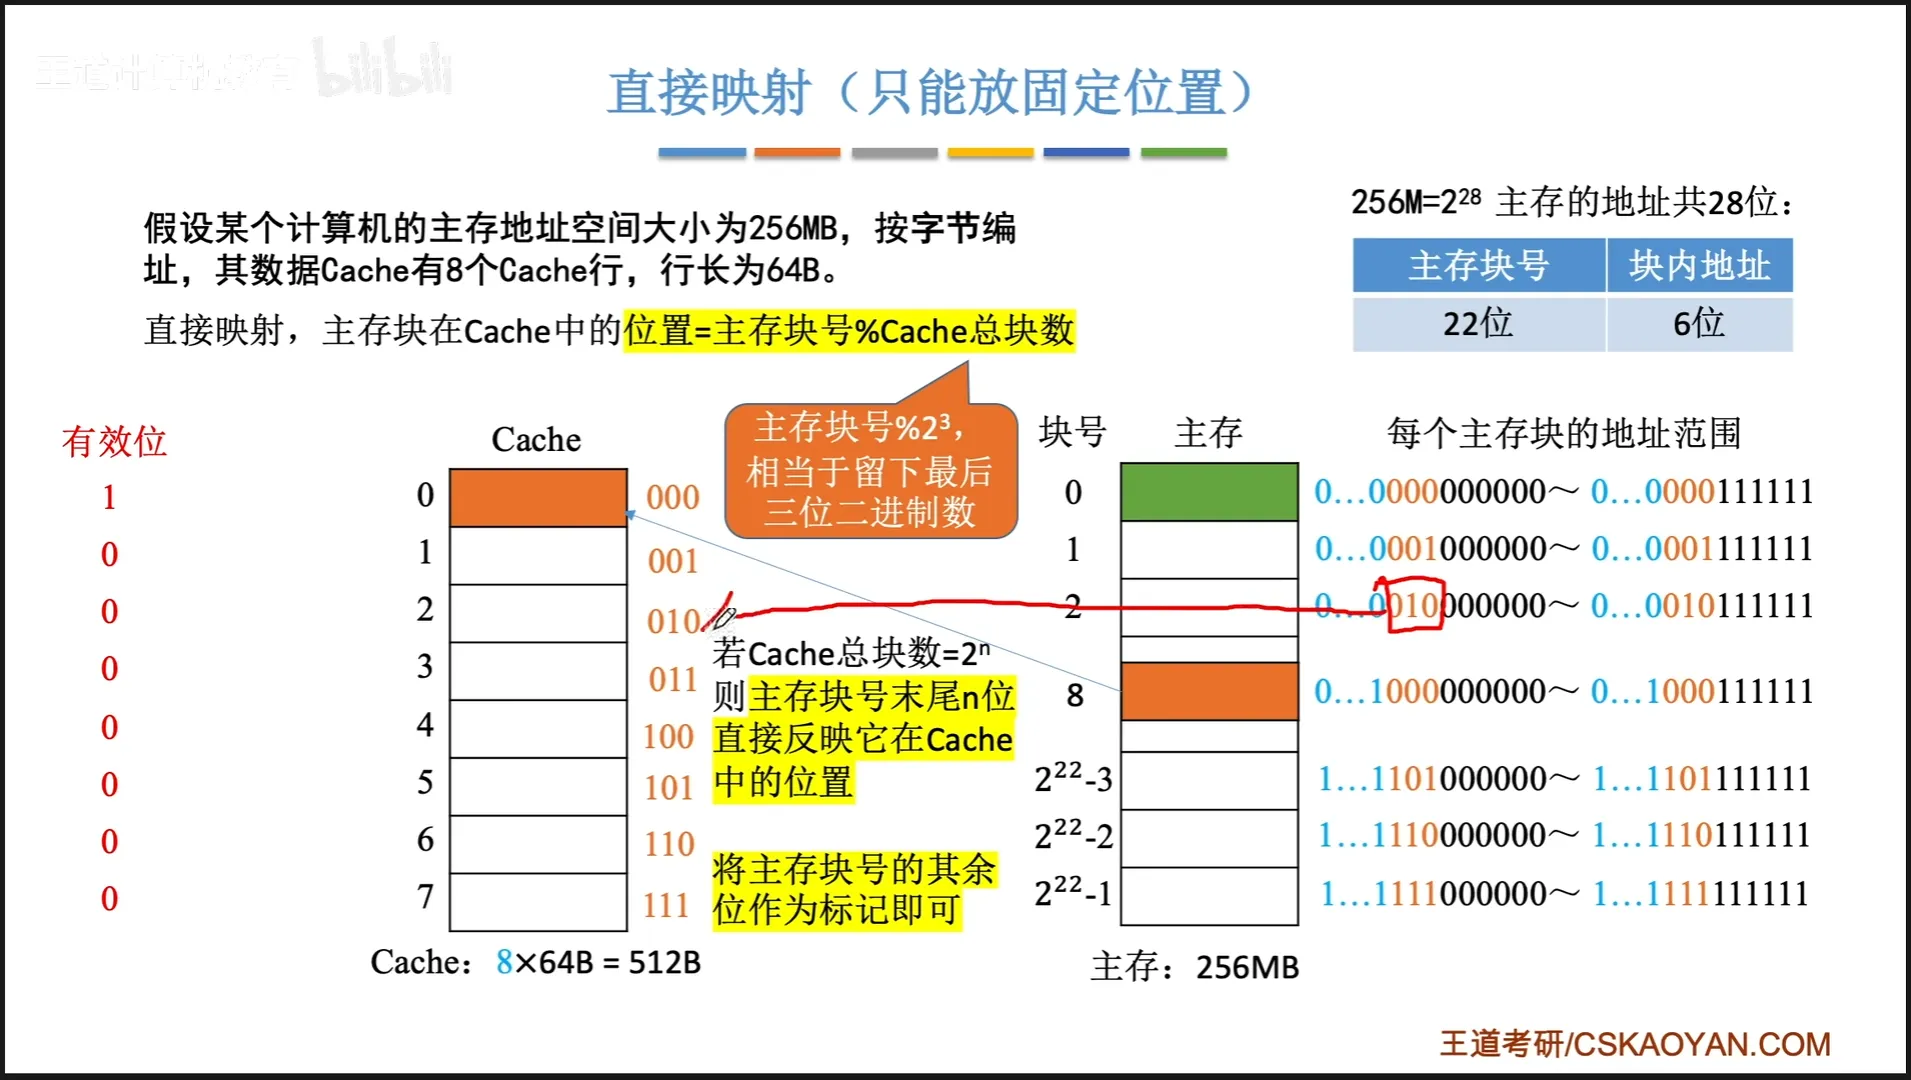 王道计算机教育 bilibili
直接映射（只能放固定位置）
假设某个计算机的主存地址空间大小为256MB，按字节编
址，其数据Cache有8个Cache行，行长为64B。
直接映射，主存块在Cache中的位置=主存块号%Cache总块数
256M=2²⁸ 主存的地址共28位：
主存块号 块内地址
22位 6位
主存块号%2³，
相当于留下最后
三位二进制数
有效位
1
0
0
0
0
0
0
0
Cache
0 000
1 001
2 010
3 011
4 100
5 101
6 110
7 111
Cache：8×64B = 512B
若Cache总块数=2ⁿ
则主存块号末尾n位
直接反映它在Cache
中的位置
将主存块号的其余
位作为标记即可
块号 主存 每个主存块的地址范围
0 0…0000000000～ 0…0000111111
1 0…0001000000～ 0…0001111111
2 0…0010000000～ 0…0010111111
8 0…1000000000～ 0…1000111111
2²²-3 1…1101000000～ 1…1101111111
2²²-2 1…1110000000～ 1…1110111111
2²²-1 1…1111000000～ 1…1111111111
主存：256MB
王道考研/CSKAOYAN.COM